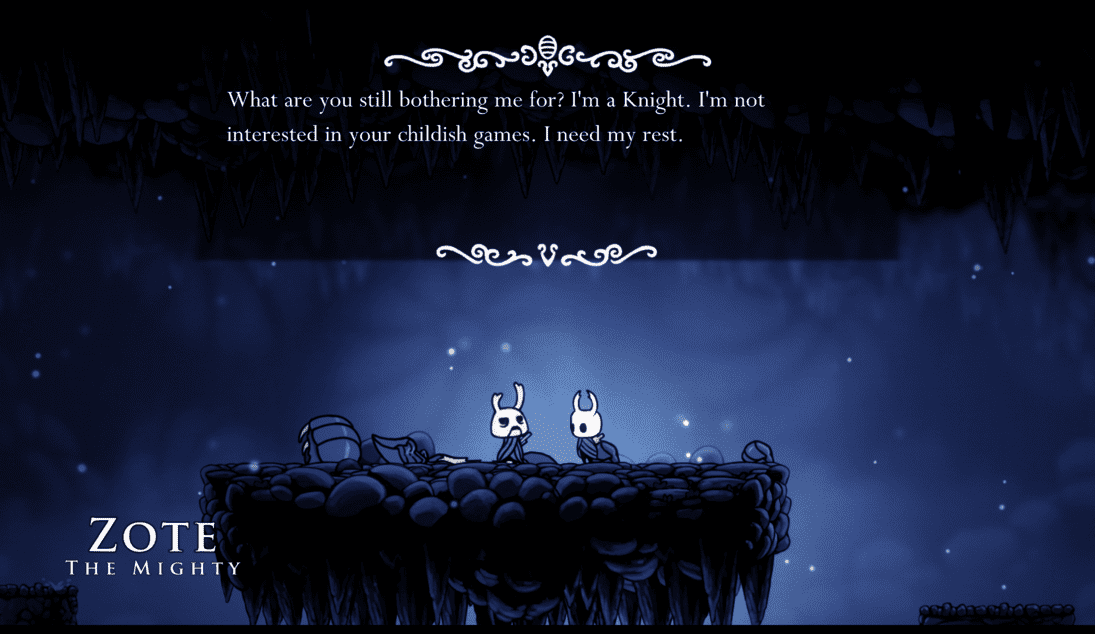 What are you still bothering me for? I'm a Knight. I'm not
interested in your childish games. I need my rest.
ZOTE
THE MIGHTY